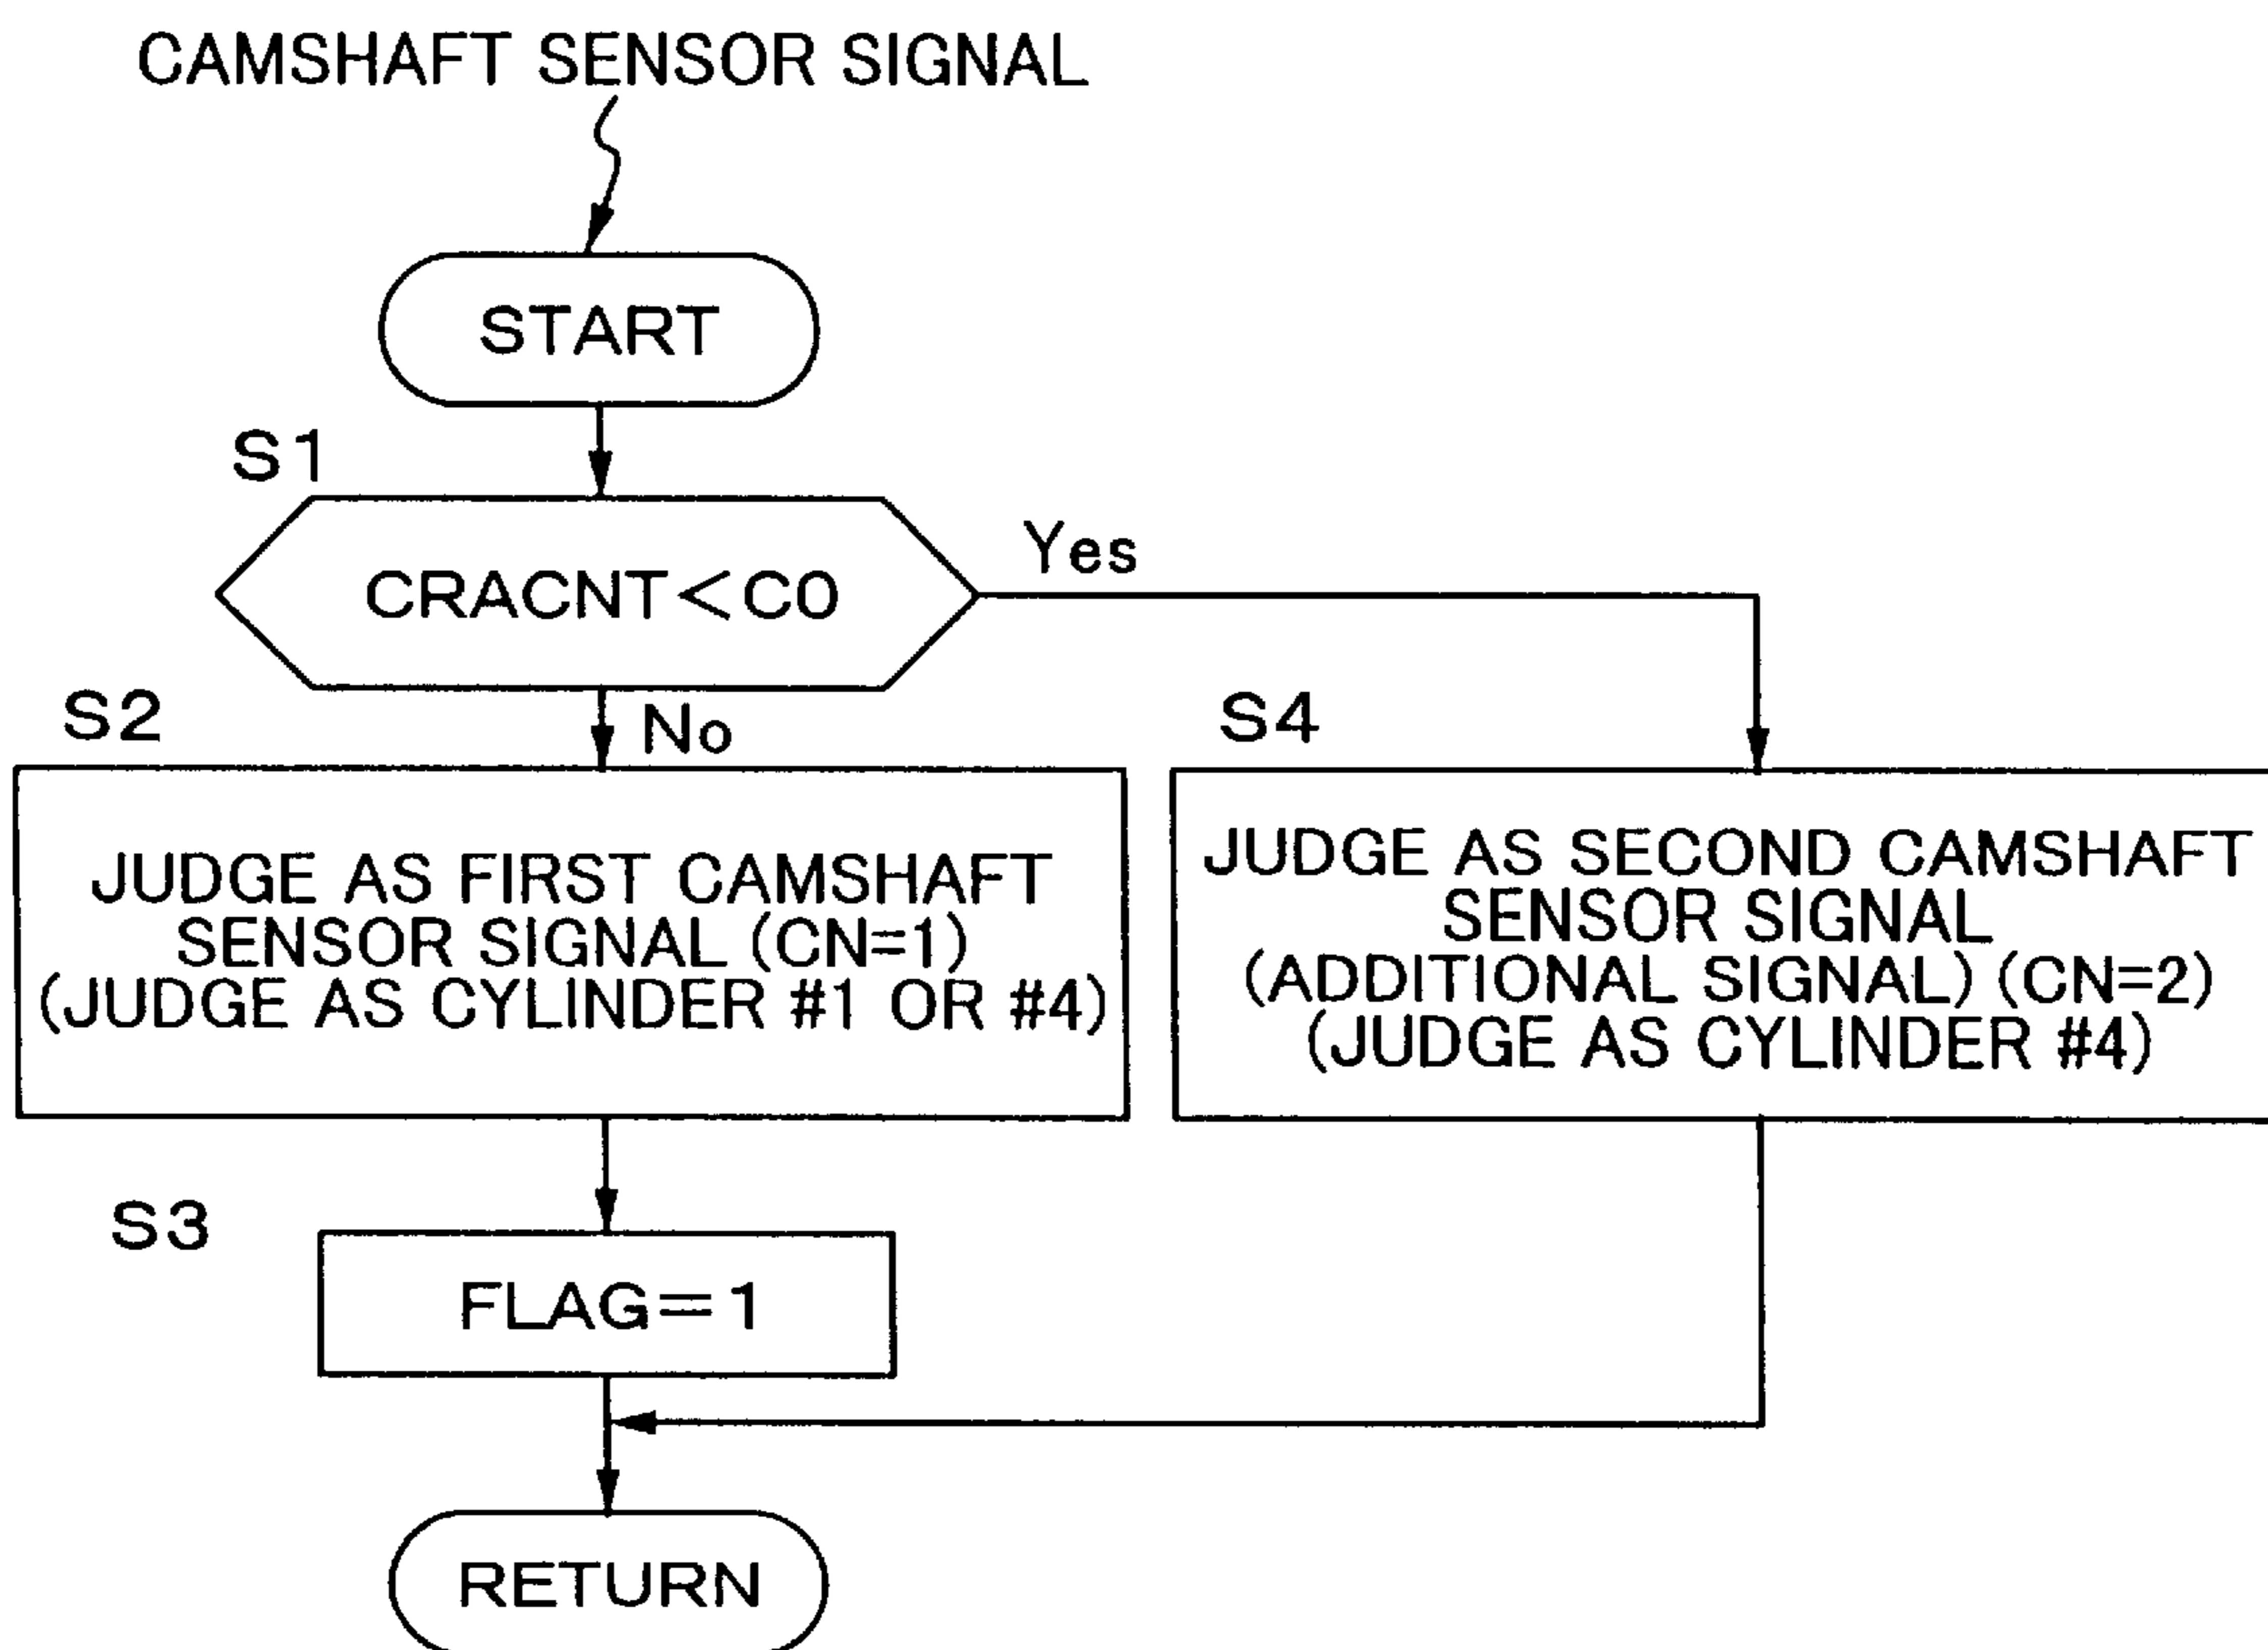 CAMSHAFT SENSOR SIGNAL
START
S1
CRACNT<C0
Yes
No
S2
JUDGE AS FIRST CAMSHAFT
SENSOR SIGNAL (CN=1)
(JUDGE AS CYLINDER #1 OR #4)
S4
JUDGE AS SECOND CAMSHAFT
SENSOR SIGNAL
(ADDITIONAL SIGNAL) (CN=2)
(JUDGE AS CYLINDER #4)
S3
FLAG=1
RETURN